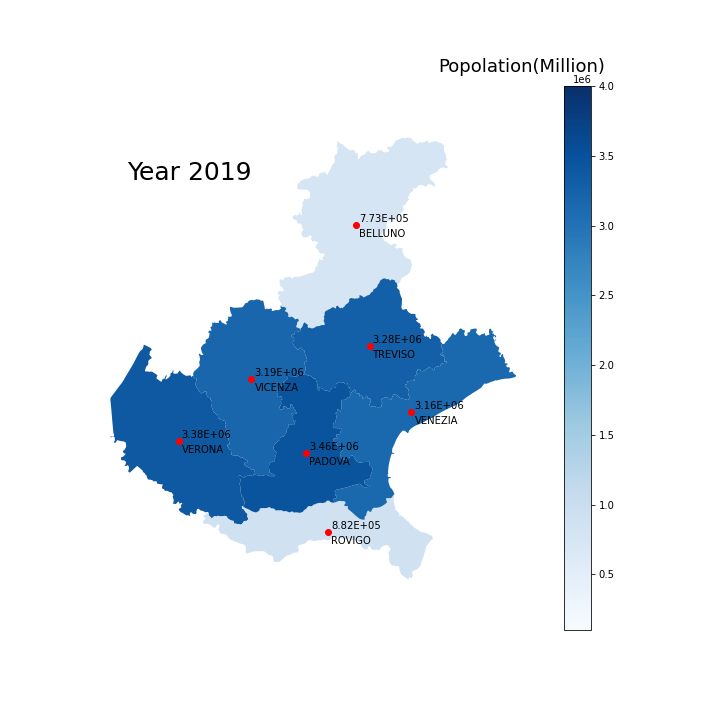 Popolation(Million)
1e6
4.0
3.5
3.0
2.5
2.0
1.5
1.0
0.5
Year 2019
7.73E+05
BELLUNO
3.28E+06
TREVISO
3.19E+06
VICENZA
3.16E+06
VENEZIA
3.38E+06
VERONA
3.46E+06
PADOVA
8.82E+05
ROVIGO